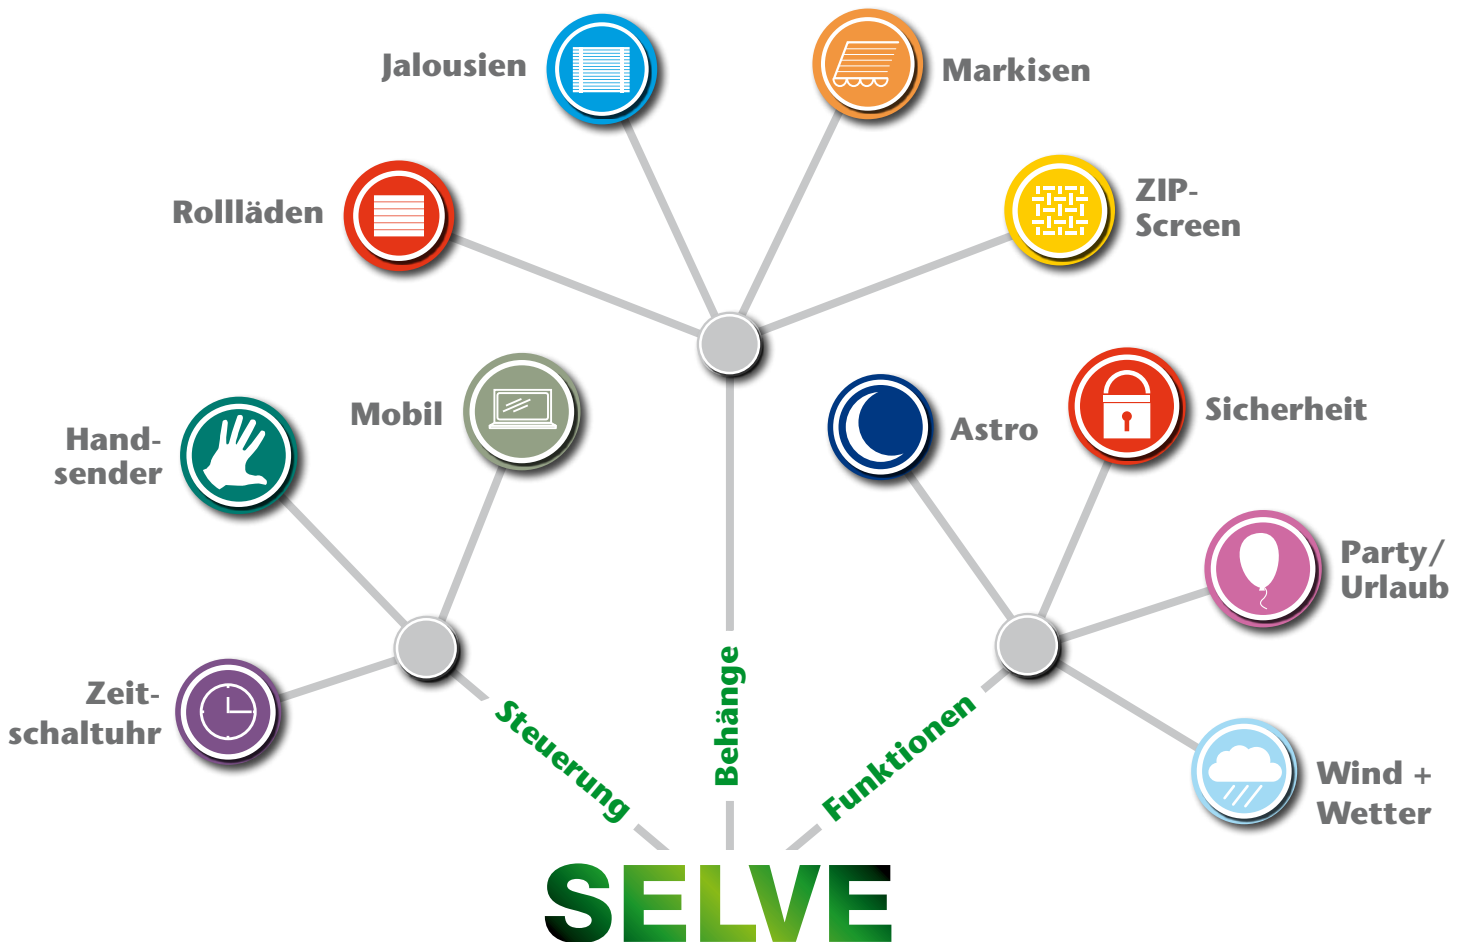 Jalousien
Markisen
Rollläden
ZIP-
Screen
Mobil
Hand-
sender
Astro
Sicherheit
Party/
Urlaub
Zeit-
schaltuhr
Wind +
Wetter
Steuerung
Behänge
Funktionen
SELVE